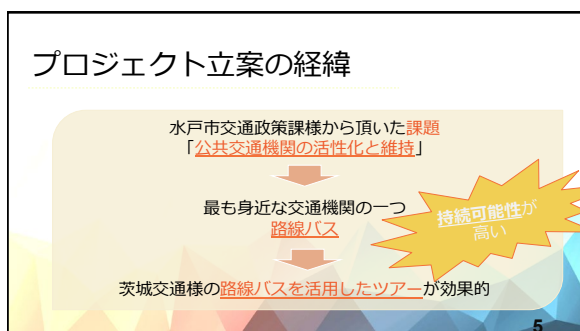 プロジェクト立案の経緯
水戸市交通政策課様から頂いた課題
「公共交通機関の活性化と維持」
最も身近な交通機関の一つ
路線バス
持続可能性が
高い
茨城交通様の路線バスを活用したツアーが効果的
5